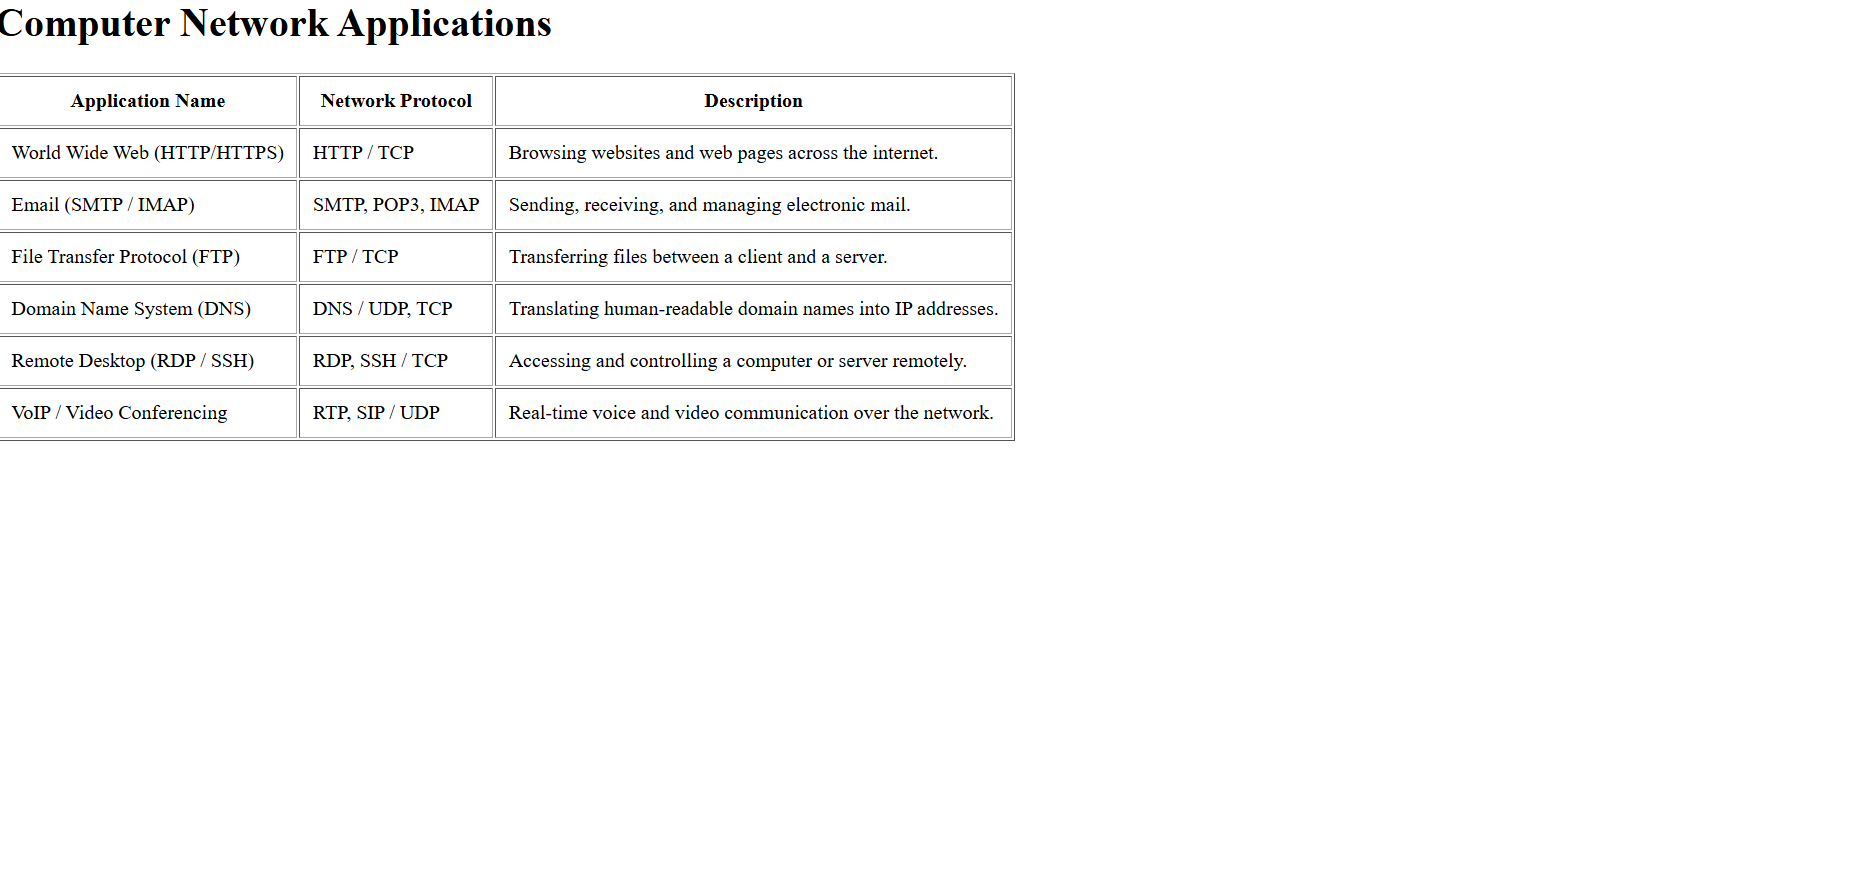 Computer Network Applications
Application Name Network Protocol Description
World Wide Web (HTTP/HTTPS) HTTP / TCP Browsing websites and web pages across the internet.
Email (SMTP / IMAP) SMTP, POP3, IMAP Sending, receiving, and managing electronic mail.
File Transfer Protocol (FTP) FTP / TCP Transferring files between a client and a server.
Domain Name System (DNS) DNS / UDP, TCP Translating human-readable domain names into IP addresses.
Remote Desktop (RDP / SSH) RDP, SSH / TCP Accessing and controlling a computer or server remotely.
VoIP / Video Conferencing RTP, SIP / UDP Real-time voice and video communication over the network.